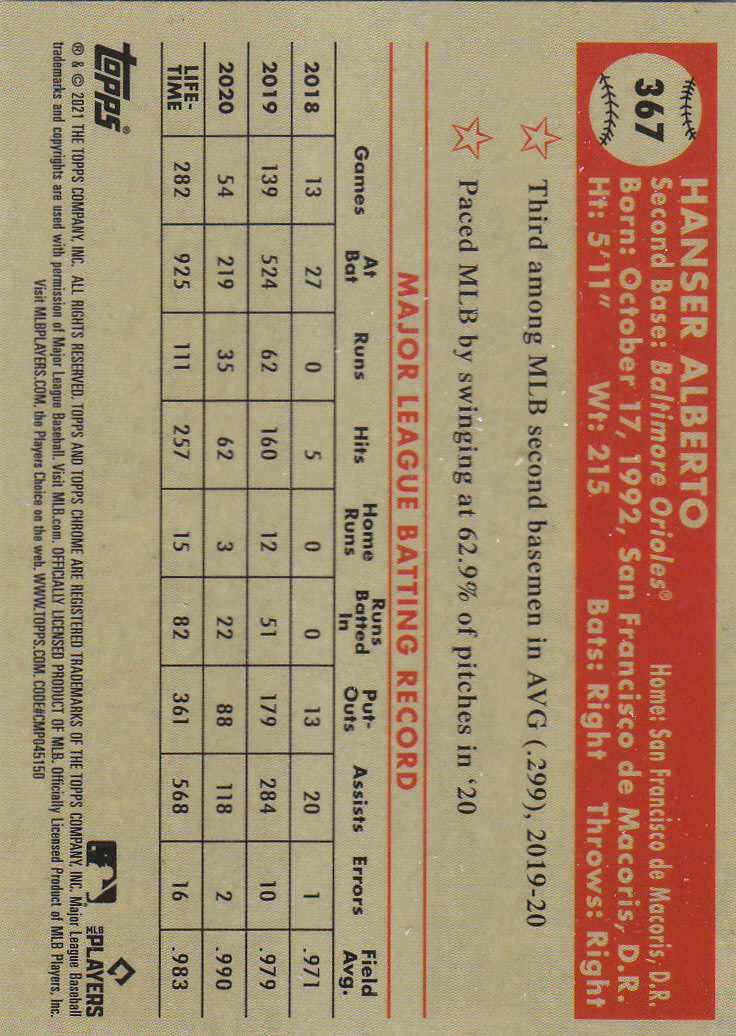 367
HANSER ALBERTO
Second Base: Baltimore Orioles® Home: San Francisco de Macoris, D.R.
Born: October 17, 1992, San Francisco de Macoris, D.R.
Ht: 5'11" Wt: 215 Bats: Right Throws: Right
Third among MLB second basemen in AVG (.299), 2019-20
Paced MLB by swinging at 62.9% of pitches in '20
MAJOR LEAGUE BATTING RECORD
Games At Bat Runs Hits Home Runs Runs Batted In Put-Outs Assists Errors Field Avg.
2018 13 27 0 5 0 0 13 20 1 .971
2019 139 524 62 160 12 51 179 284 10 .979
2020 54 219 35 62 3 22 88 118 2 .990
LIFE-TIME 282 925 111 257 15 82 361 568 16 .983
topps®
MLB PLAYERS
® & © 2021 THE TOPPS COMPANY, INC. ALL RIGHTS RESERVED. TOPPS AND TOPPS CHROME ARE REGISTERED TRADEMARKS OF THE TOPPS COMPANY, INC. Major League Baseball
trademarks and copyrights are used with permission of Major League Baseball. Visit MLB.com. OFFICIALLY LICENSED PRODUCT OF MLB. Officially Licensed Product of MLB Players, Inc.
Visit MLBPLAYERS.COM, the Players Choice on the web. WWW.TOPPS.COM. CODE#CMP045150